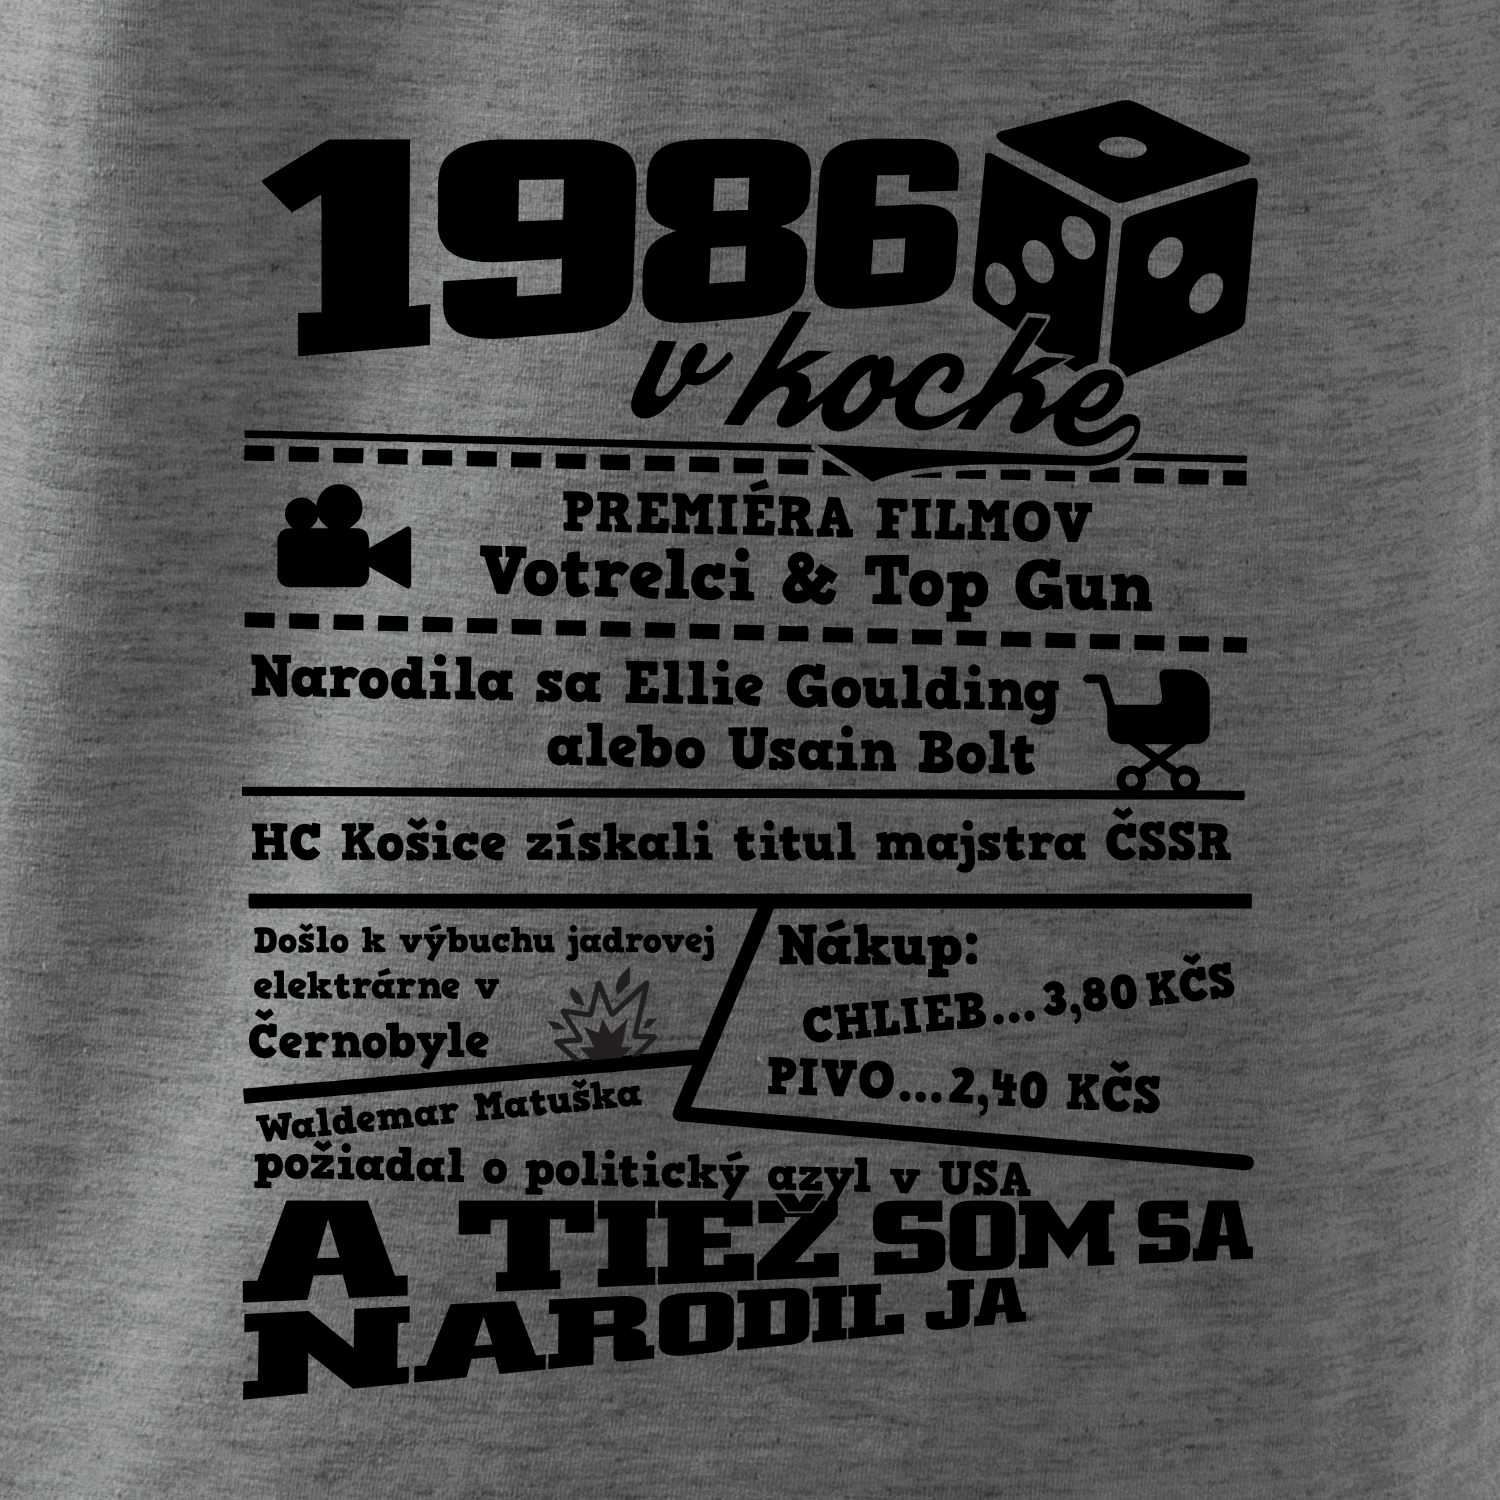 1986
v kocke
PREMIÉRA FILMOV
Votrelci & Top Gun
Narodila sa Ellie Goulding
alebo Usain Bolt
HC Košice získali titul majstra ČSSR
Došlo k výbuchu jadrovej
elektrárne v
Černobyle
Nákup:
CHLIEB...3,80 KČS
PIVO...2,40 KČS
Waldemar Matuška
požiadal o politický azyl v USA
A TIEŽ SOM SA
NARODIL JA